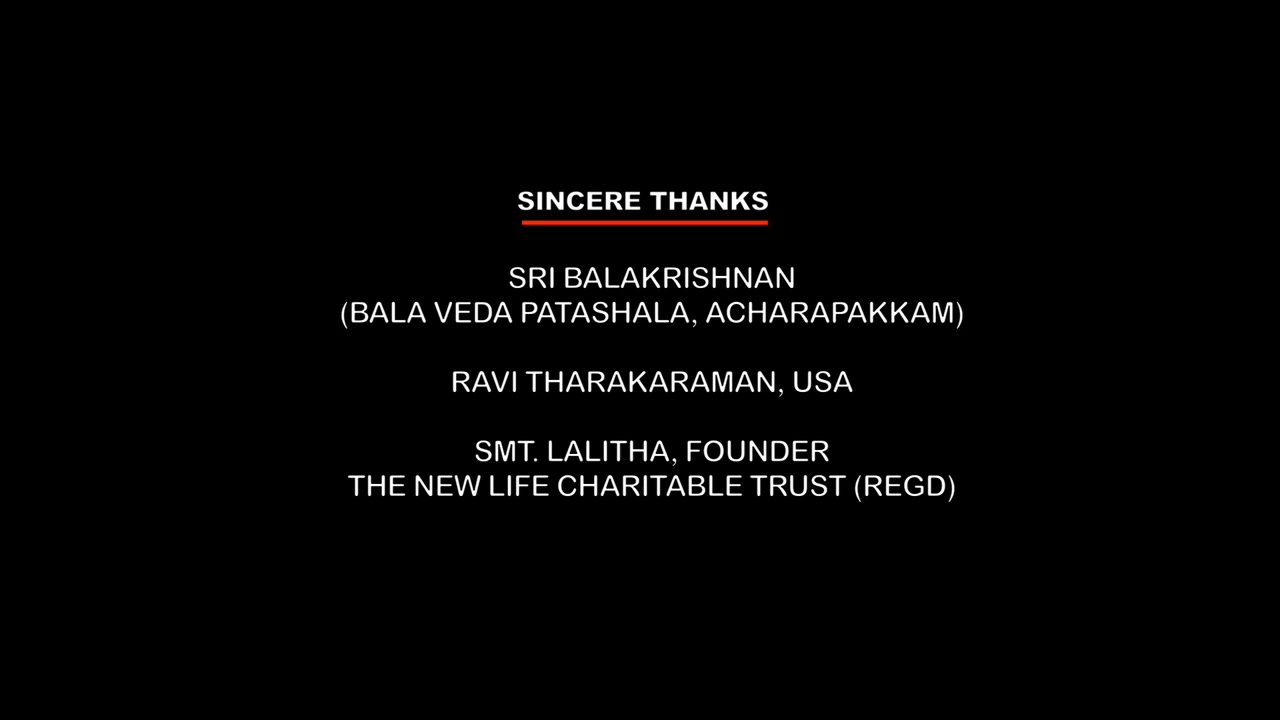 SINCERE THANKS
SRI BALAKRISHNAN
(BALA VEDA PATASHALA, ACHARAPAKKAM)
RAVI THARAKARAMAN, USA
SMT. LALITHA, FOUNDER
THE NEW LIFE CHARITABLE TRUST (REGD)